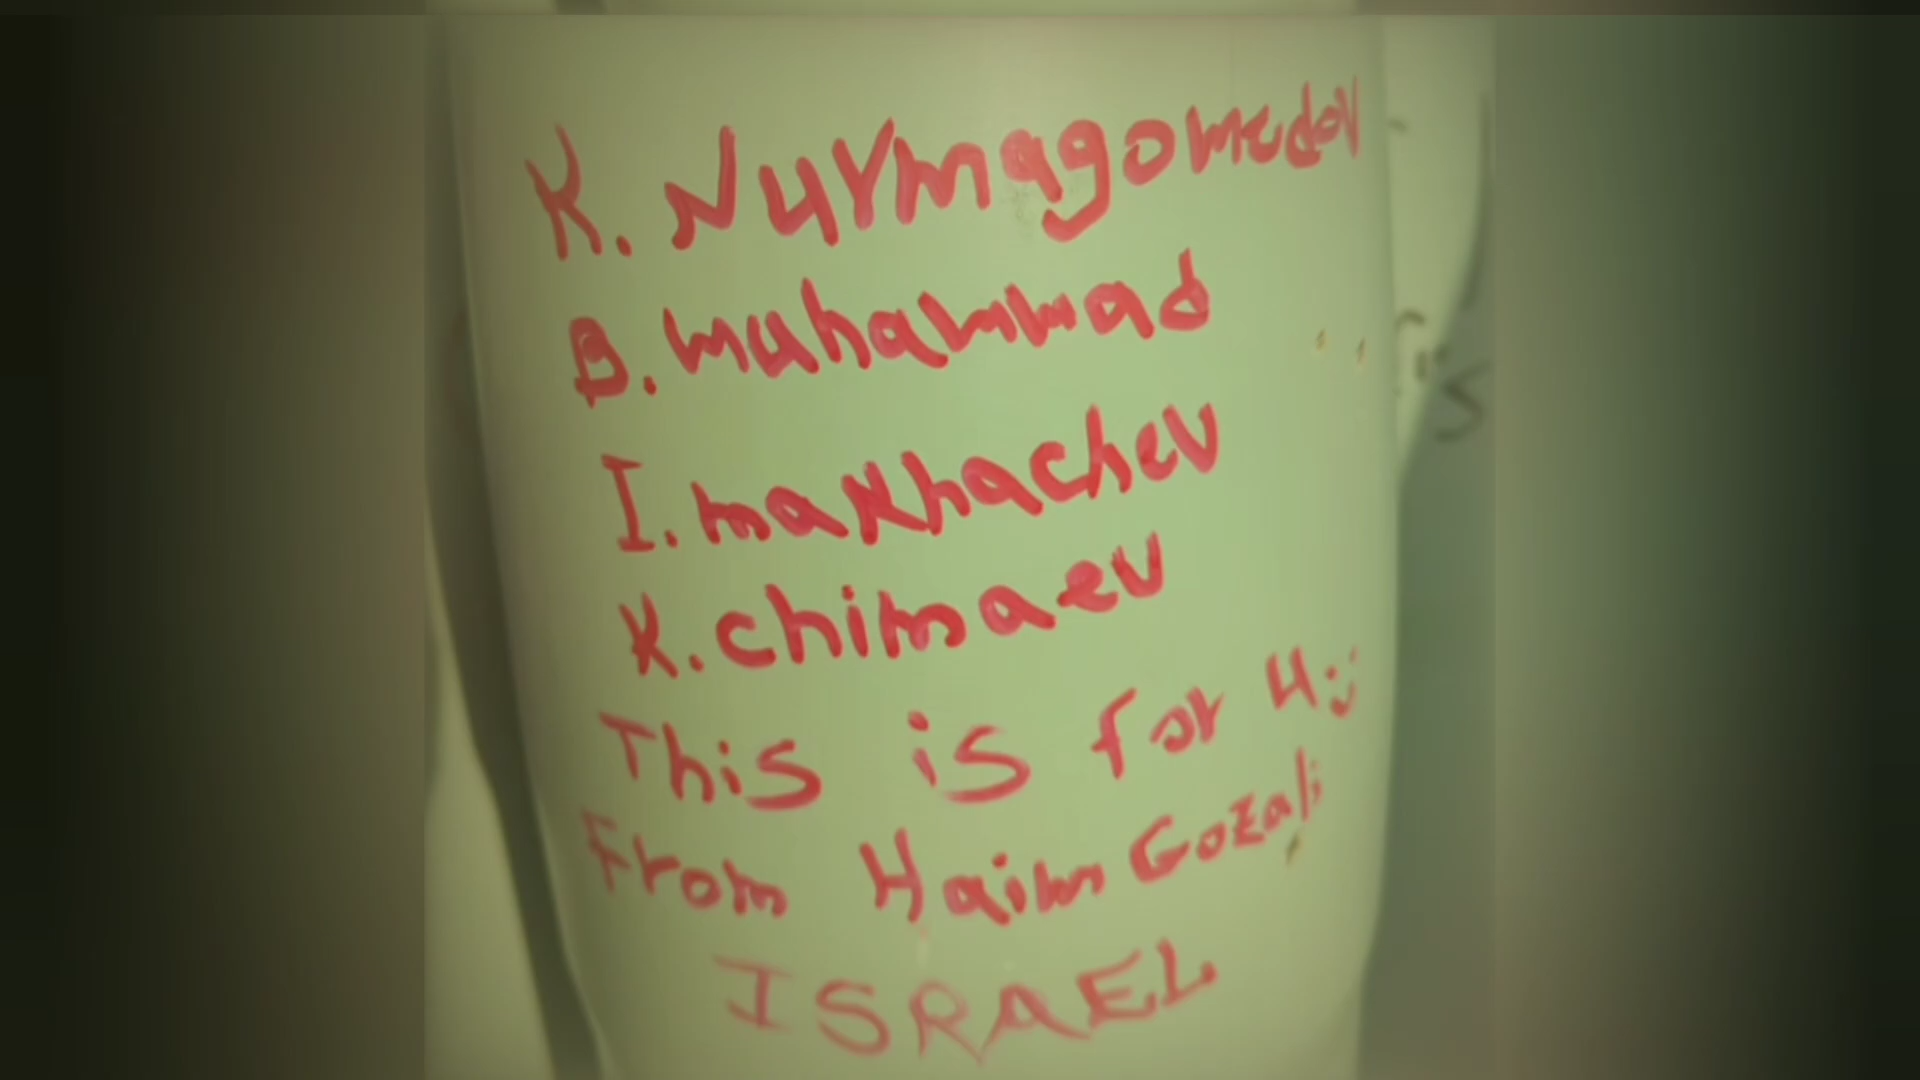 K. Nurmagomedov
B. Muhammad
I. Makhachev
K. Chimaev
This is for U :)
From Haim Gozali
ISRAEL